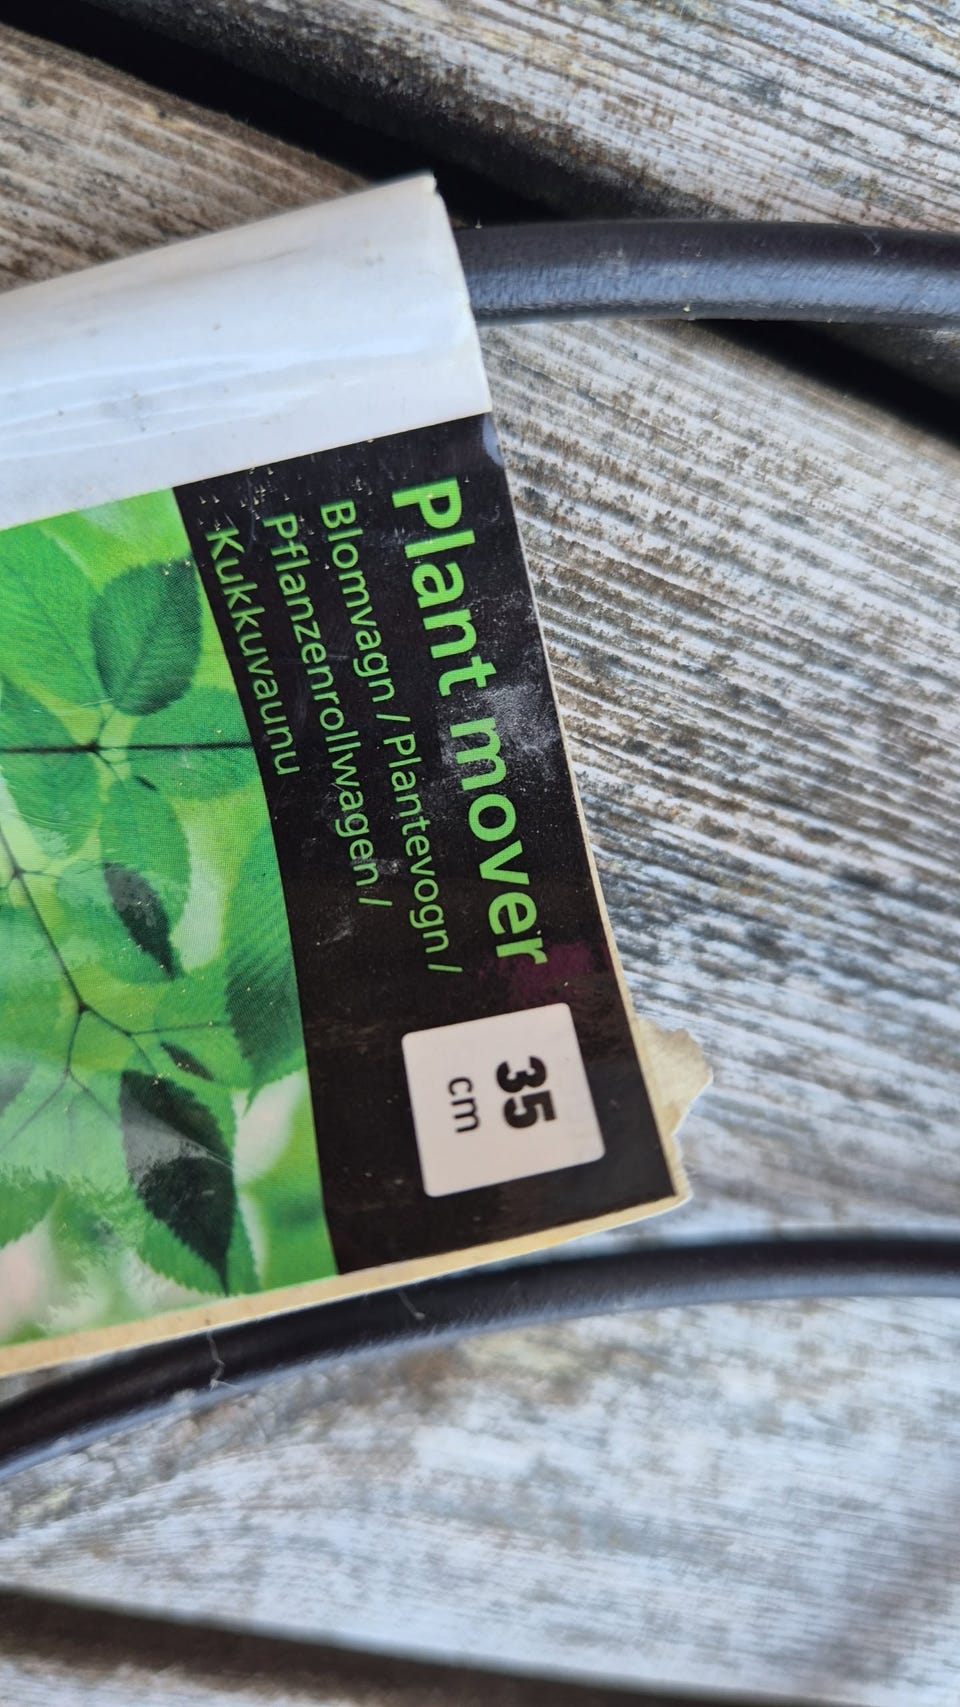 Plant mover
Blomvagn / Plantevogn /
Pflanzenrollwagen /
Kukkuvaunu
35
cm